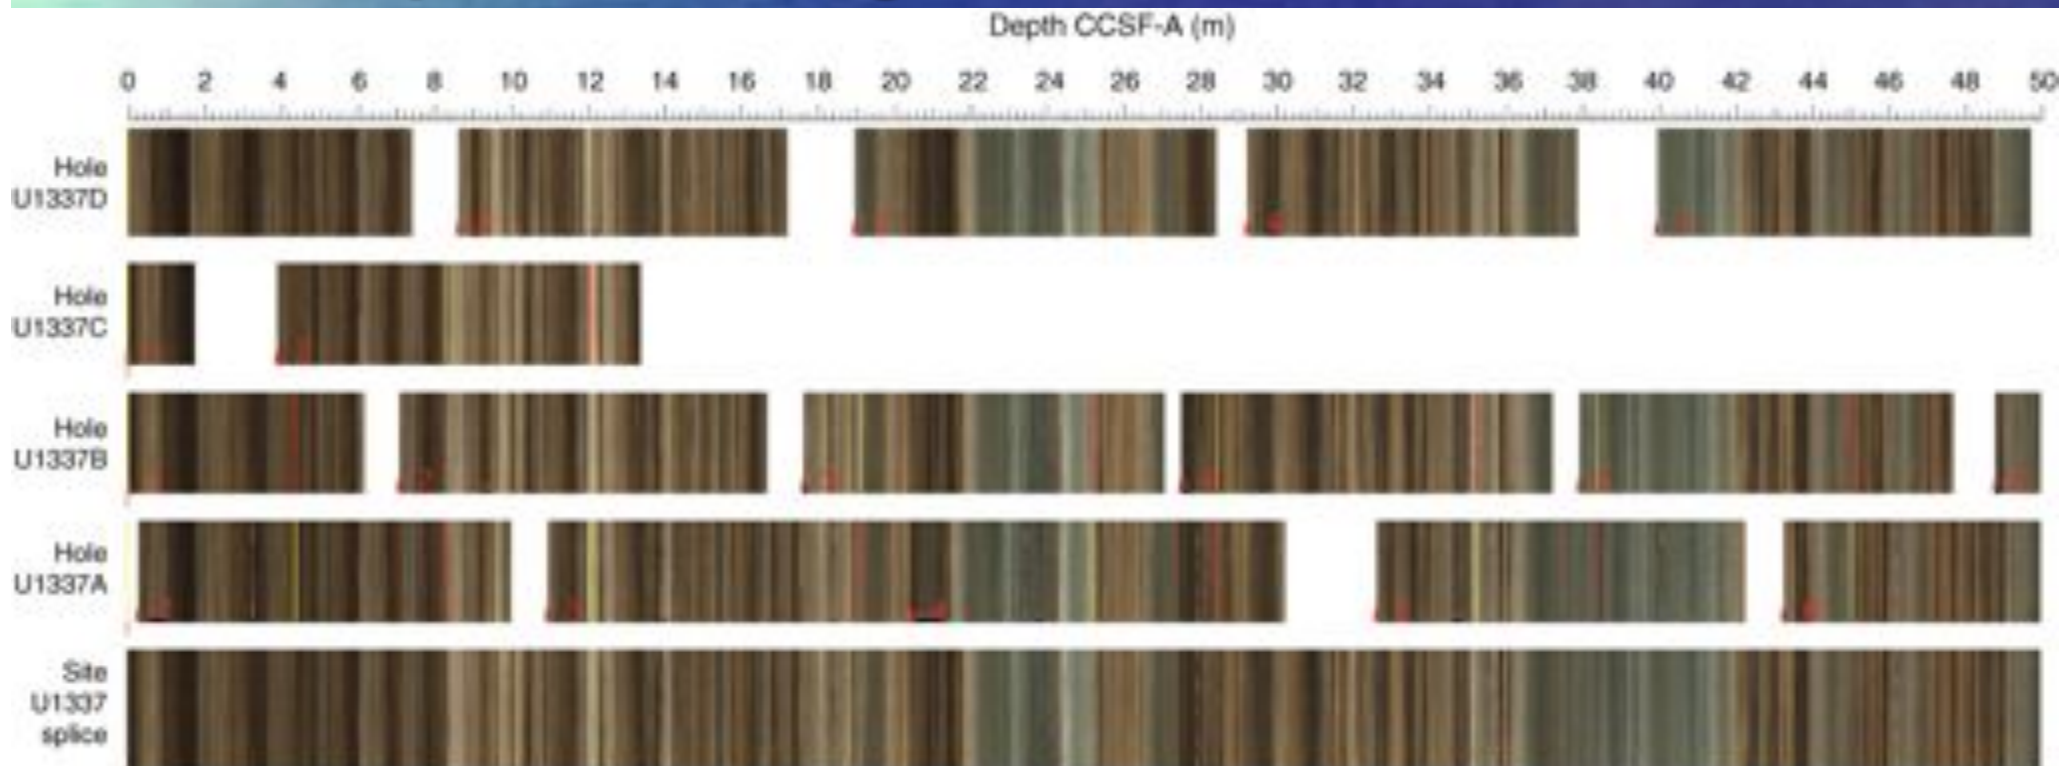 Depth CCSF-A (m)
0 2 4 6 8 10 12 14 16 18 20 22 24 26 28 30 32 34 36 38 40 42 44 46 48 50
Hole
U1337D
Hole
U1337C
Hole
U1337B
Hole
U1337A
Site
U1337
splice